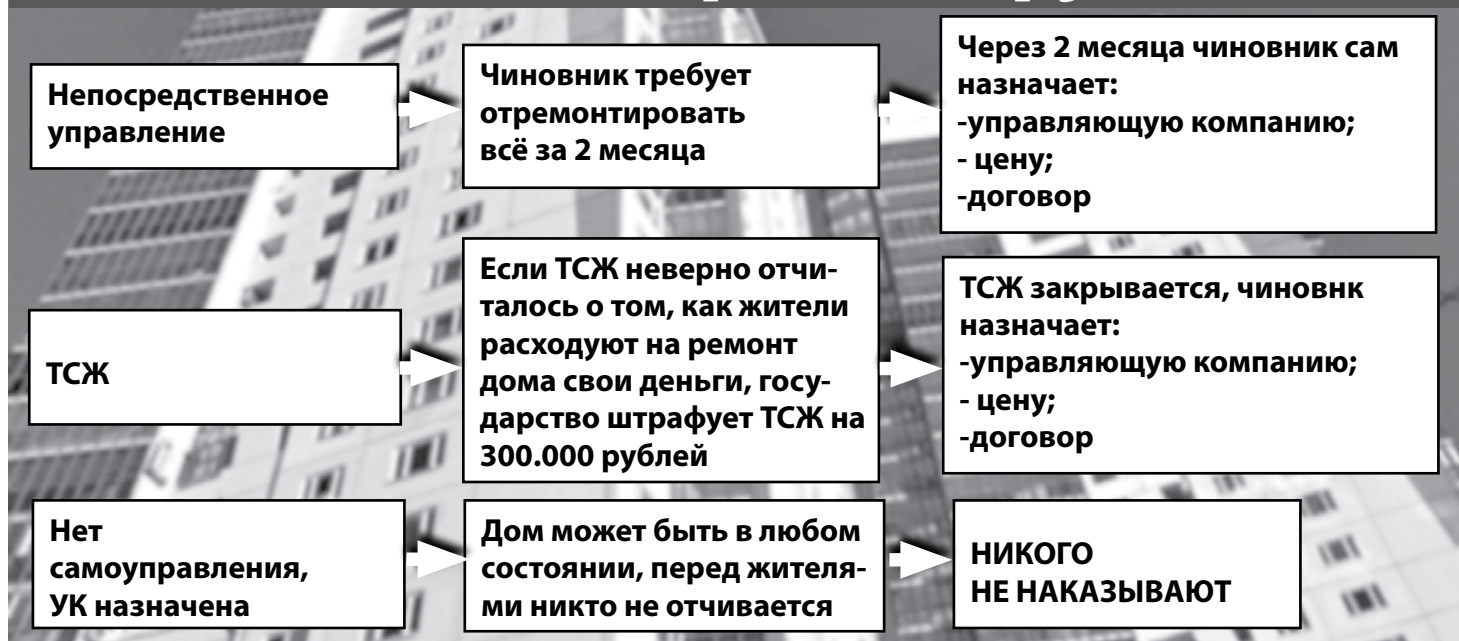 Непосредственное
управление
Чиновник требует
отремонтировать
всё за 2 месяца
Через 2 месяца чиновник сам
назначает:
-управляющую компанию;
- цену;
-договор
ТСЖ
Если ТСЖ неверно отчи-
талось о том, как жители
расходуют на ремонт
дома свои деньги, госу-
дарство штрафует ТСЖ на
300.000 рублей
ТСЖ закрывается, чиновнк
назначает:
-управляющую компанию;
- цену;
-договор
Нет
самоуправления,
УК назначена
Дом может быть в любом
состоянии, перед жителя-
ми никто не отчивается
НИКОГО
НЕ НАКАЗЫВАЮТ